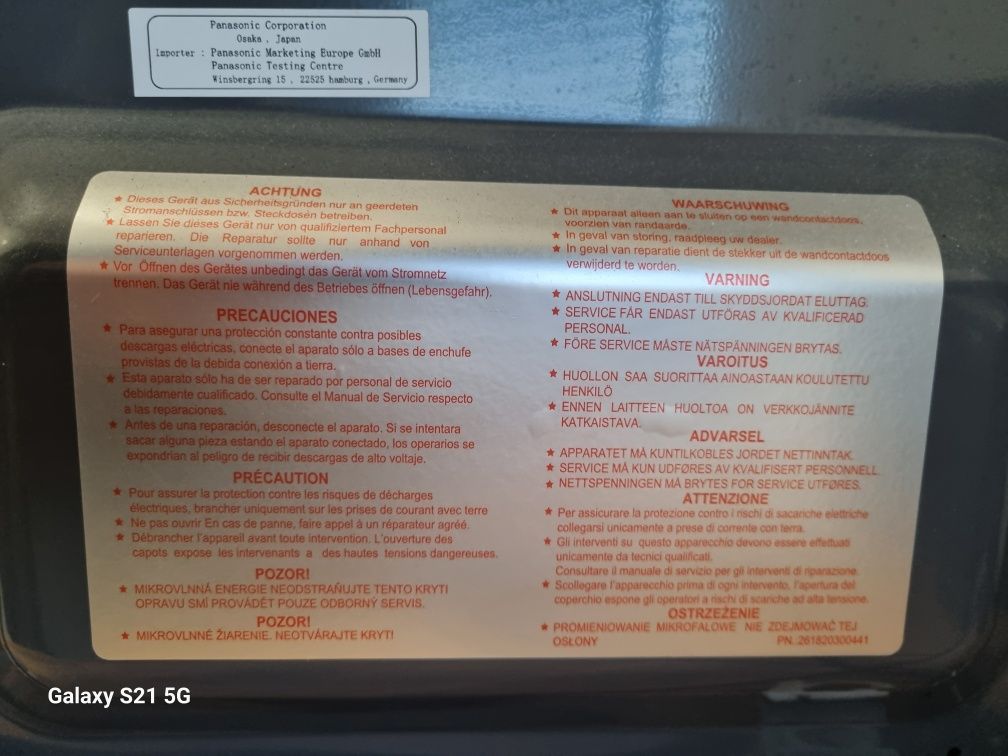 Panasonic Corporation
Osaka , Japan
Importer : Panasonic Marketing Europe GmbH
Panasonic Testing Centre
Winsbergring 15 , 22525 hamburg , Germany
ACHTUNG
★ Dieses Gerät aus Sicherheitsgründen nur an geerdeten
Stromanschlüssen bzw. Steckdosen betreiben.
★ Lassen Sie dieses Gerät nur von qualifiziertem Fachpersonal
reparieren. Die Reparatur sollte nur anhand von
Serviceunterlagen vorgenommen werden.
★ Vor Öffnen des Gerätes unbedingt das Gerät vom Stromnetz
trennen. Das Gerät nie während des Betriebes öffnen (Lebensgefahr).
PRECAUCIONES
★ Para asegurar una protección constante contra posibles
descargas eléctricas, conecte el aparato sólo a bases de enchufe
provistas de la debida conexión a tierra.
★ Esta aparato sólo ha de ser reparado por personal de servicio
debidamente cualificado. Consulte el Manual de Servicio respecto
a las reparaciones.
★ Antes de una reparación, desconecte el aparato. Si se intentara
sacar alguna pieza estando el aparato conectado, los operarios se
expondrian al peligro de recibir descargas de alto voltaje.
PRÉCAUTION
★ Pour assurer la protection contre les risques de décharges
électriques, brancher uniquement sur les prises de courant avec terre
★ Ne pas ouvrir En cas de panne, faire appel à un réparateur agréé.
★ Débrancher l'appareil avant toute intervention. L'ouverture des
capots expose les intervenants a des hautes tensions dangereuses.
POZOR!
★ MIKROVLNNÁ ENERGIE NEODSTRAŃUJTE TENTO KRYT!
OPRAVU SMÍ PROVÁDĚT POUZE ODBORNÝ SERVIS.
POZOR!
★ MIKROVLNNÉ ŽIARENIE. NEOTVÁRAJTE KRYT!
WAARSCHUWING
★ Dit apparaat alleen aan te sluiten op een wandcontactdoos,
voorzien van randaarde.
★ In geval van storing, raadpleeg uw dealer.
★ In geval van reparatie dient de stekker uit de wandcontactdoos
verwijderd te worden.
VARNING
★ ANSLUTNING ENDAST TILL SKYDDSJORDAT ELUTTAG.
★ SERVICE FÅR ENDAST UTFÖRAS AV KVALIFICERAD
PERSONAL.
★ FÖRE SERVICE MÅSTE NÄTSPÄNNINGEN BRYTAS.
VAROITUS
★ HUOLLON SAA SUORITTAA AINOASTAAN KOULUTETTU
HENKILÖ
★ ENNEN LAITTEEN HUOLTOA ON VERKKOJÄNNITE
KATKAISTAVA.
ADVARSEL
★ APPARATET MÅ KUNTILKOBLES JORDET NETTINNTAK.
★ SERVICE MÅ KUN UDFØRES AV KVALIFISERT PERSONNELL
★ NETTSPENNINGEN MÅ BRYTES FOR SERVICE UTFØRES.
ATTENZIONE
★ Per assicurare la protezione contro i rischi di sacariche elettriche
collegarsi unicamente a prese di corrente con terra.
★ Gli interventi su questo apparecchio devono essere effettuati
unicamente da tecnici qualificati.
Consultare il manuale di servizio per gli interventi di riparazione.
★ Scollegare l'apparecchio prima di ogni intervento, l'apertura del
coperchio espone gli operatori a rischi di scariche ad alta tensione.
OSTRZEŻENIE
★ PROMIENIOWANIE MIKROFALOWE NIE ZDEJMOWAĆ TEJ
OSŁONY PN.:261820300441
Galaxy S21 5G